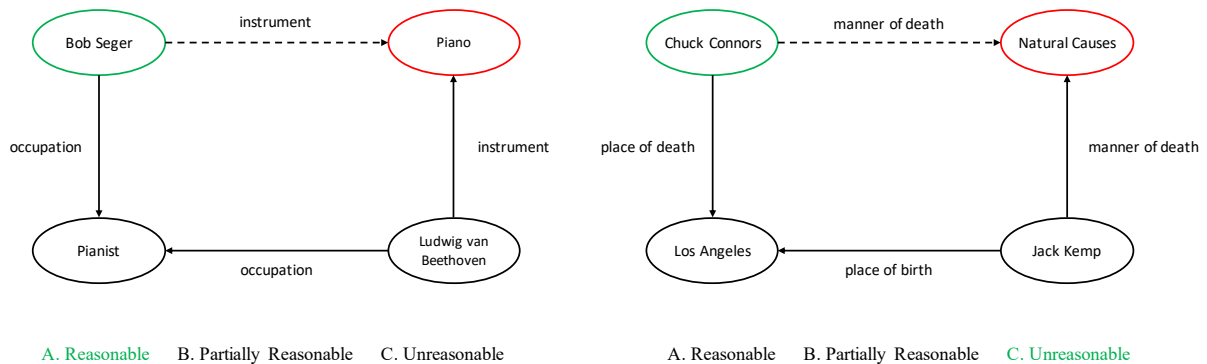 instrument
Bob Seger
Piano
occupation
instrument
Pianist
Ludwig van
Beethoven
occupation
A. Reasonable B. Partially Reasonable C. Unreasonable
manner of death
Chuck Connors
Natural Causes
place of death
manner of death
Los Angeles
Jack Kemp
place of birth
A. Reasonable B. Partially Reasonable C. Unreasonable